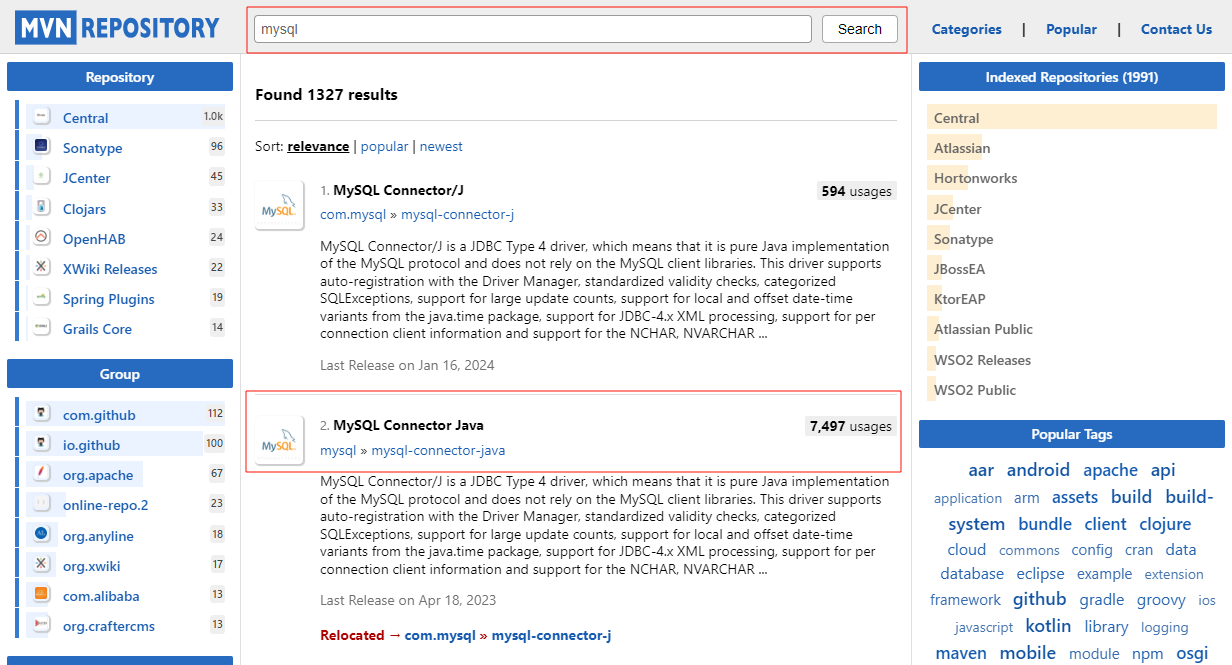 MVN REPOSITORY
mysql
Search
Categories | Popular | Contact Us
Repository
Central 1.0k
Sonatype 96
JCenter 45
Clojars 33
OpenHAB 24
XWiki Releases 22
Spring Plugins 19
Grails Core 14
Group
com.github 112
io.github 100
org.apache 67
online-repo.2 23
org.anyline 18
org.xwiki 17
com.alibaba 13
org.craftercms 13
Found 1327 results
Sort: relevance | popular | newest
MySQL
1. MySQL Connector/J 594 usages
com.mysql » mysql-connector-j
MySQL Connector/J is a JDBC Type 4 driver, which means that it is pure Java implementation
of the MySQL protocol and does not rely on the MySQL client libraries. This driver supports
auto-registration with the Driver Manager, standardized validity checks, categorized
SQLExceptions, support for large update counts, support for local and offset date-time
variants from the java.time package, support for JDBC-4.x XML processing, support for per
connection client information and support for the NCHAR, NVARCHAR ...
Last Release on Jan 16, 2024
MySQL
2. MySQL Connector Java 7,497 usages
mysql » mysql-connector-java
MySQL Connector/J is a JDBC Type 4 driver, which means that it is pure Java implementation
of the MySQL protocol and does not rely on the MySQL client libraries. This driver supports
auto-registration with the Driver Manager, standardized validity checks, categorized
SQLExceptions, support for large update counts, support for local and offset date-time
variants from the java.time package, support for JDBC-4.x XML processing, support for per
connection client information and support for the NCHAR, NVARCHAR ...
Last Release on Apr 18, 2023
Relocated → com.mysql » mysql-connector-j
Indexed Repositories (1991)
Central
Atlassian
Hortonworks
JCenter
Sonatype
JBossEA
KtorEAP
Atlassian Public
WSO2 Releases
WSO2 Public
Popular Tags
aar android apache api
application arm assets build build-
system bundle client clojure
cloud commons config cran data
database eclipse example extension
framework github gradle groovy ios
javascript kotlin library logging
maven mobile module npm osgi